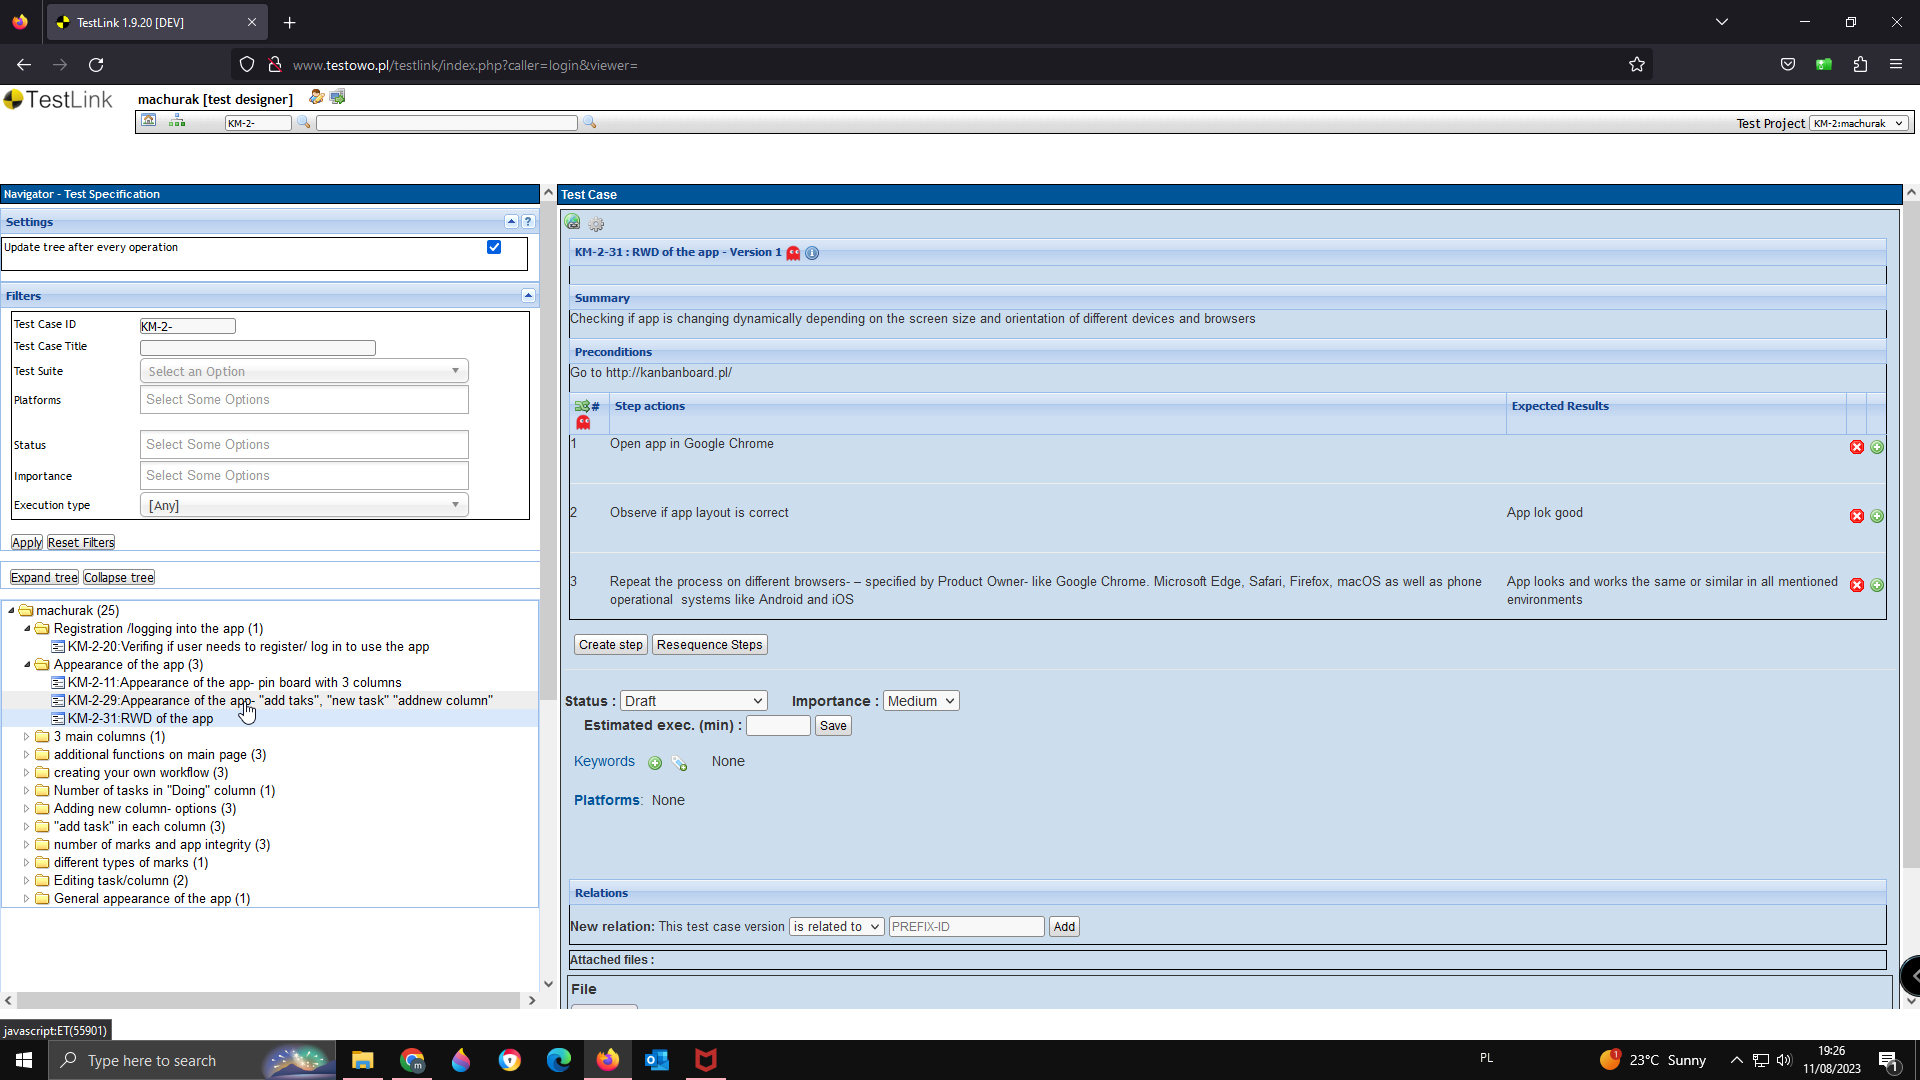 TestLink 1.9.20 [DEV]
www.testowo.pl/testlink/index.php?caller=login&viewer=
TestLink
machurak [test designer]
KM-2-
Test Project KM-2:machurak
Navigator - Test Specification
Settings
?
Update tree after every operation
Filters
Test Case ID KM-2-
Test Case Title
Test Suite Select an Option
Platforms Select Some Options
Status Select Some Options
Importance Select Some Options
Execution type [Any]
Apply Reset Filters
Expand tree Collapse tree
machurak (25)
Registration /logging into the app (1)
KM-2-20:Verifing if user needs to register/ log in to use the app
Appearance of the app (3)
KM-2-11:Appearance of the app- pin board with 3 columns
KM-2-29:Appearance of the app- "add taks", "new task" "addnew column"
KM-2-31:RWD of the app
3 main columns (1)
additional functions on main page (3)
creating your own workflow (3)
Number of tasks in "Doing" column (1)
Adding new column- options (3)
"add task" in each column (3)
number of marks and app integrity (3)
different types of marks (1)
Editing task/column (2)
General appearance of the app (1)
javascript:ET(55901)
Test Case
KM-2-31 : RWD of the app - Version 1
Summary
Checking if app is changing dynamically depending on the screen size and orientation of different devices and browsers
Preconditions
Go to http://kanbanboard.pl/
# Step actions Expected Results
1 Open app in Google Chrome
2 Observe if app layout is correct App lok good
3 Repeat the process on different browsers- – specified by Product Owner- like Google Chrome. Microsoft Edge, Safari, Firefox, macOS as well as phone App looks and works the same or similar in all mentioned
operational systems like Android and iOS environments
Create step Resequence Steps
Status : Draft Importance : Medium
Estimated exec. (min) : Save
Keywords None
Platforms: None
Relations
New relation: This test case version is related to PREFIX-ID Add
Attached files :
File
Type here to search
m
PL
1
23°C Sunny
19:26
11/08/2023
1